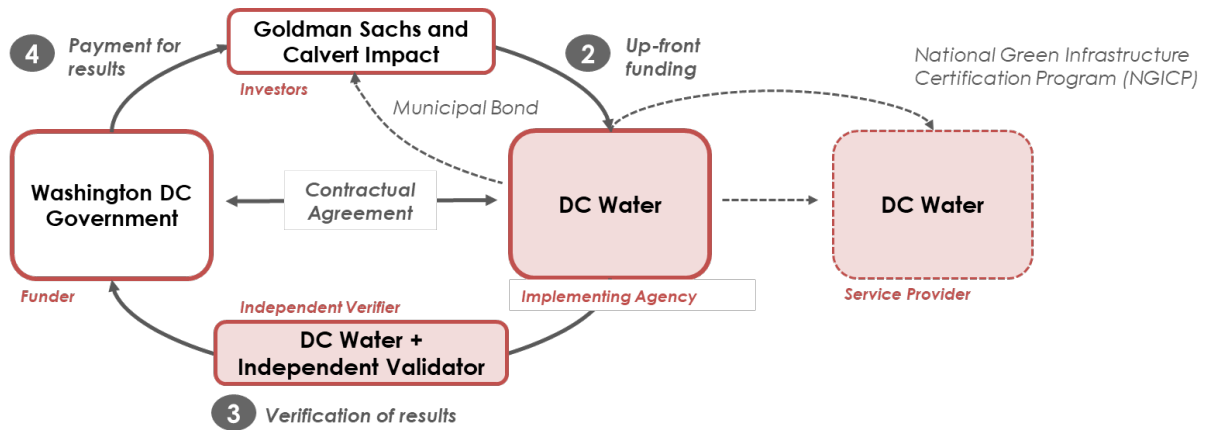 4
Payment for
results
Goldman Sachs and
Calvert Impact
Investors
2
Up-front
funding
National Green Infrastructure
Certification Program (NGICP)
Municipal Bond
Washington DC
Government
Funder
Contractual
Agreement
DC Water
Implementing Agency
DC Water
Service Provider
Independent Verifier
DC Water +
Independent Validator
3
Verification of results